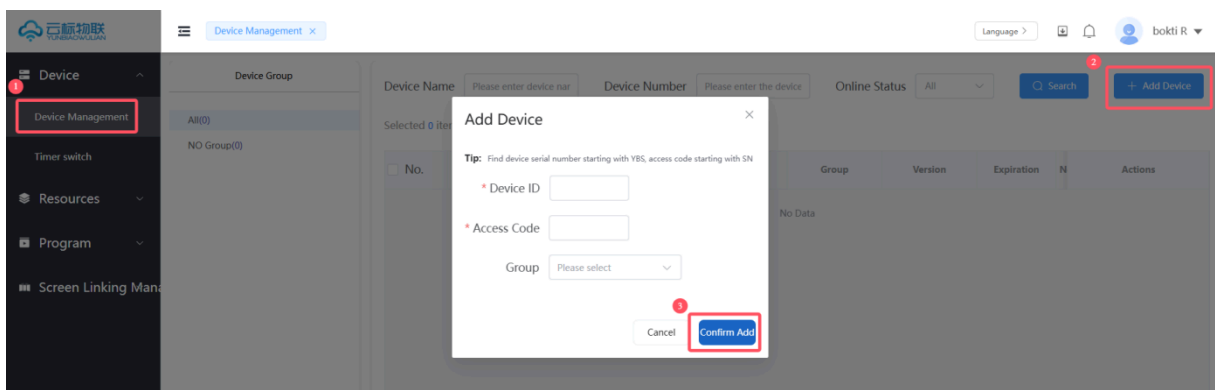 云标物联
YUNBIAOWULIAN
Device Management ×
Language >
bokti R
1
Device
Device Management
Timer switch
Resources
Program
Screen Linking Mana
Device Group
All(0)
NO Group(0)
Device Name Please enter device nar Device Number Please enter the device Online Status All Search
2
+ Add Device
Selected 0 iter
No. Group Version Expiration N Actions
No Data
Add Device ×
Tip: Find device serial number starting with YBS, access code starting with SN
* Device ID
* Access Code
Group Please select
3
Cancel Confirm Add